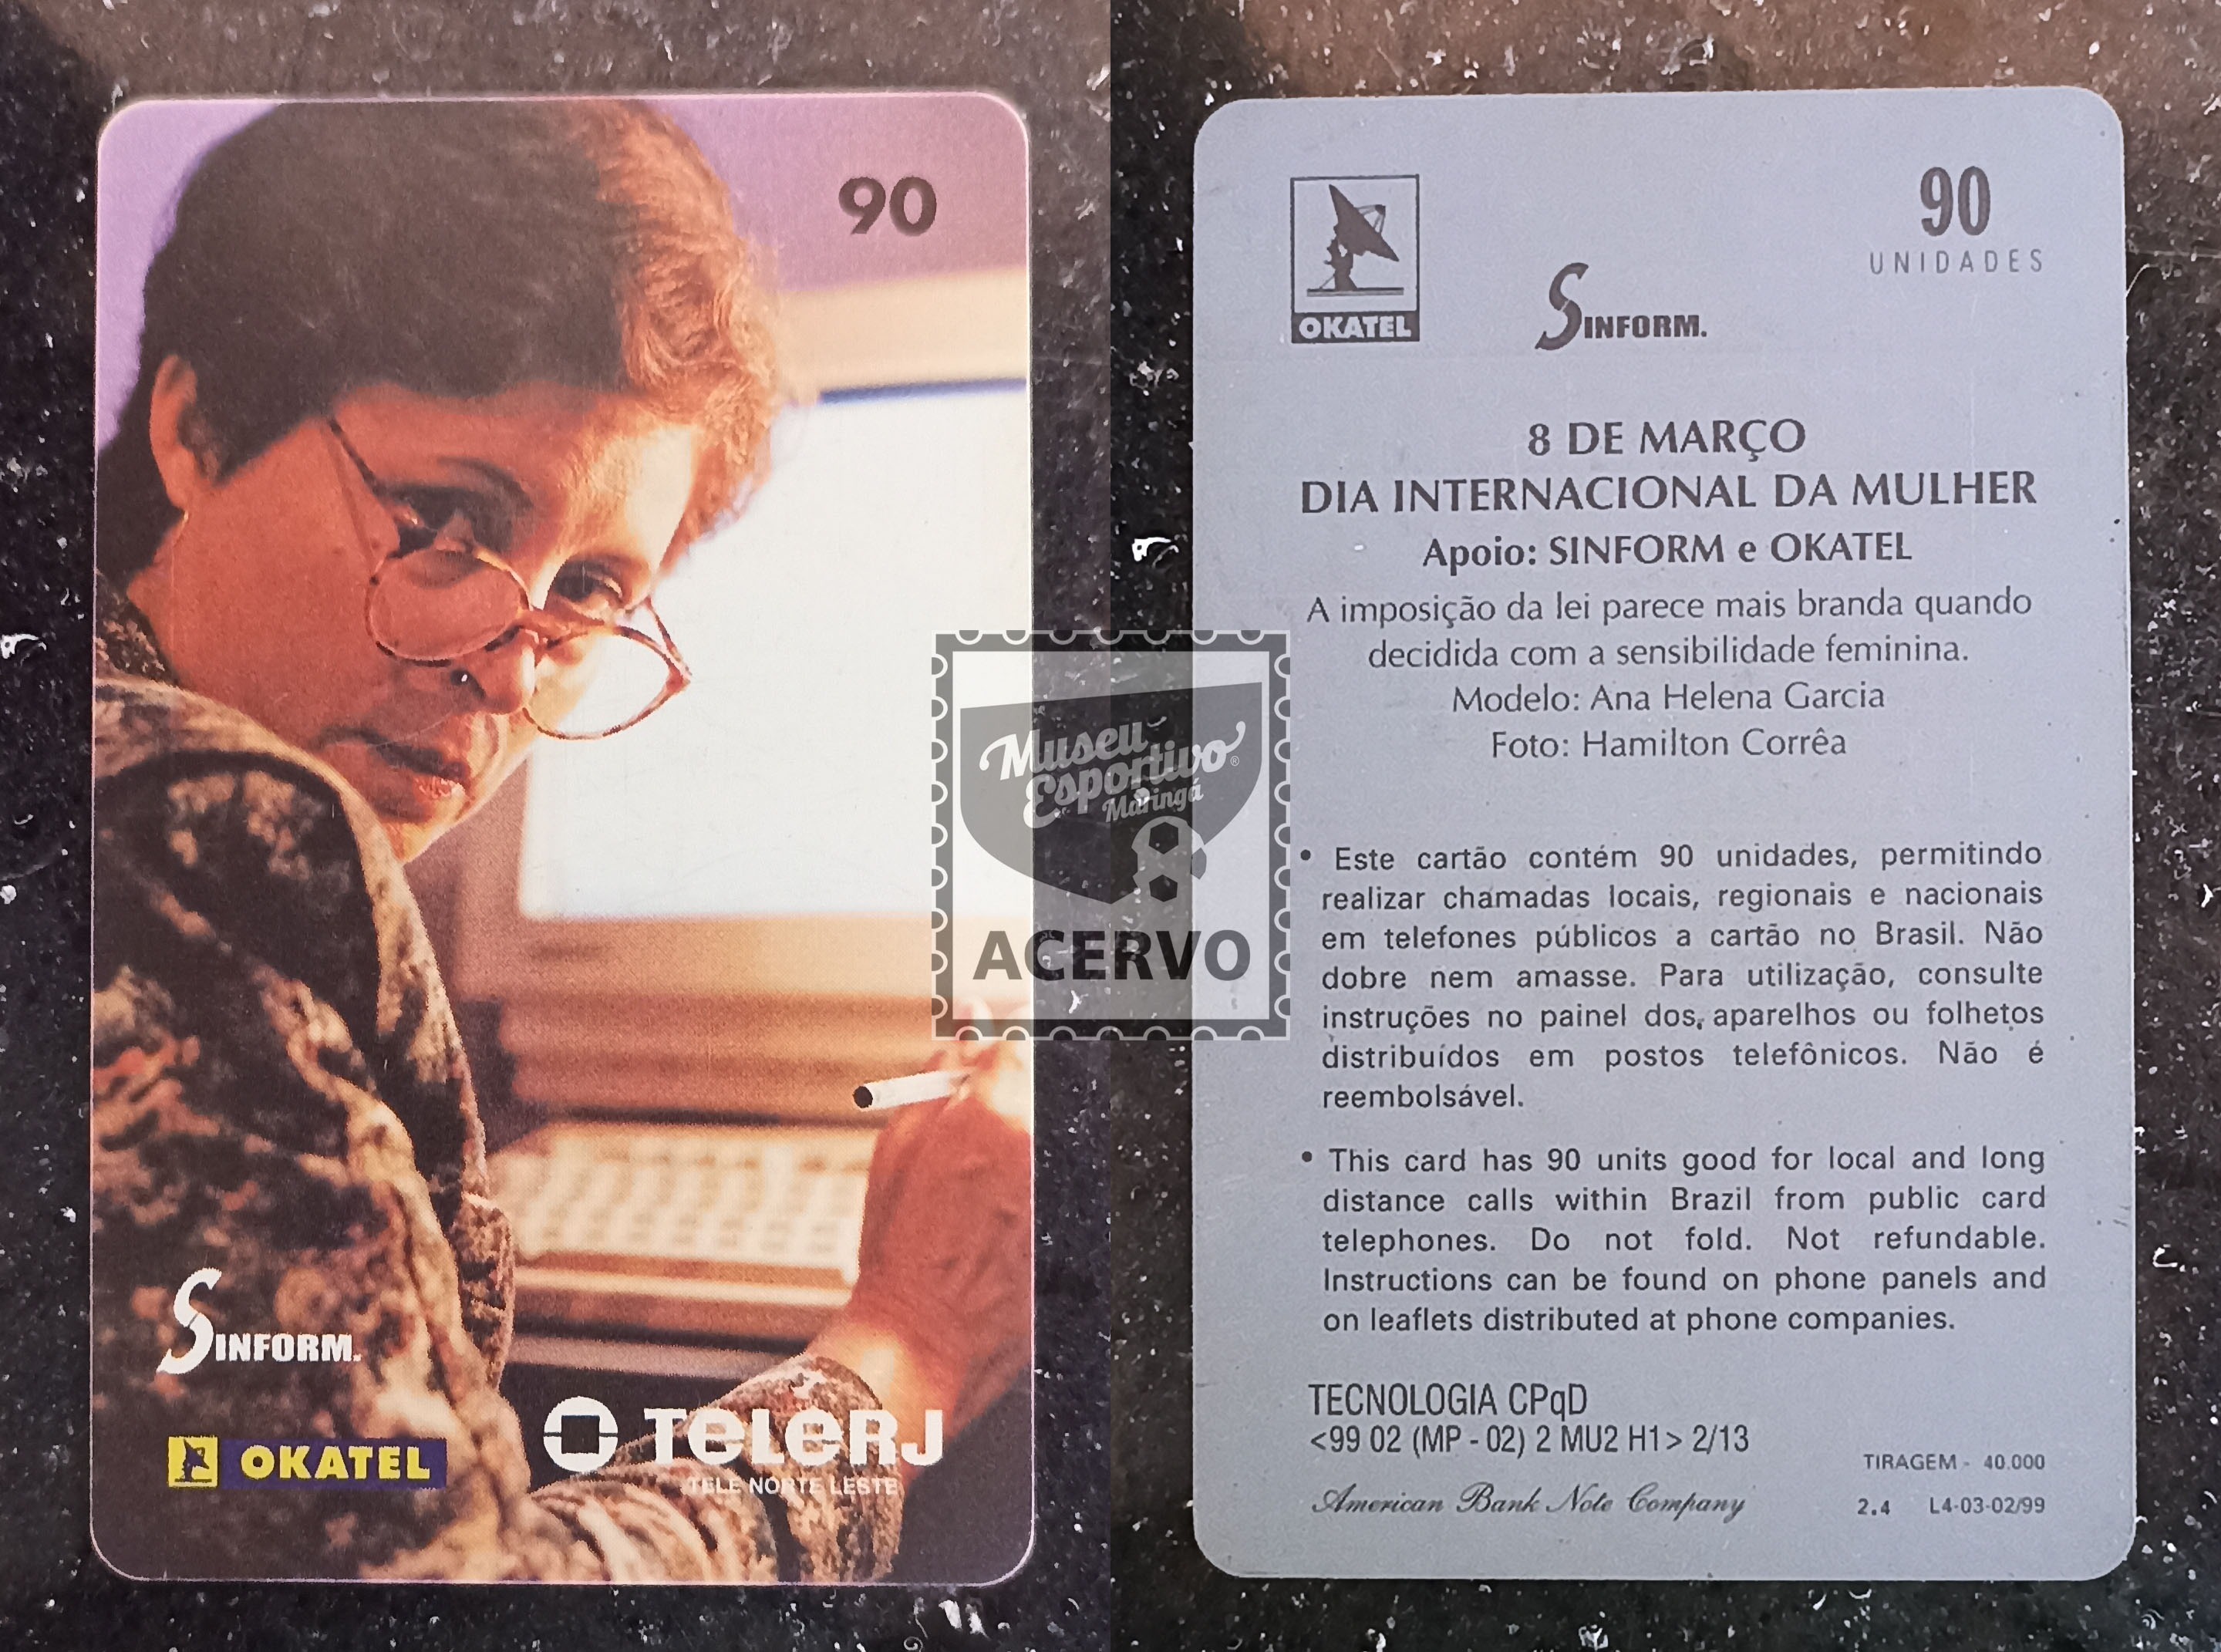 90
SINFORM.
OKATEL
TELERJ
TELE NORTE LESTE
Museu
Esportivo
Maringá
ACERVO
OKATEL
SINFORM.
90
UNIDADES
8 DE MARÇO
DIA INTERNACIONAL DA MULHER
Apoio: SINFORM e OKATEL
A imposição da lei parece mais branda quando
decidida com a sensibilidade feminina.
Modelo: Ana Helena Garcia
Foto: Hamilton Corrêa
• Este cartão contém 90 unidades, permitindo
realizar chamadas locais, regionais e nacionais
em telefones públicos a cartão no Brasil. Não
dobre nem amasse. Para utilização, consulte
instruções no painel dos aparelhos ou folhetos
distribuídos em postos telefônicos. Não é
reembolsável.
• This card has 90 units good for local and long
distance calls within Brazil from public card
telephones. Do not fold. Not refundable.
Instructions can be found on phone panels and
on leaflets distributed at phone companies.
TECNOLOGIA CPqD
<99 02 (MP - 02) 2 MU2 H1> 2/13
American Bank Note Company
TIRAGEM - 40.000
2.4 L4-03-02/99